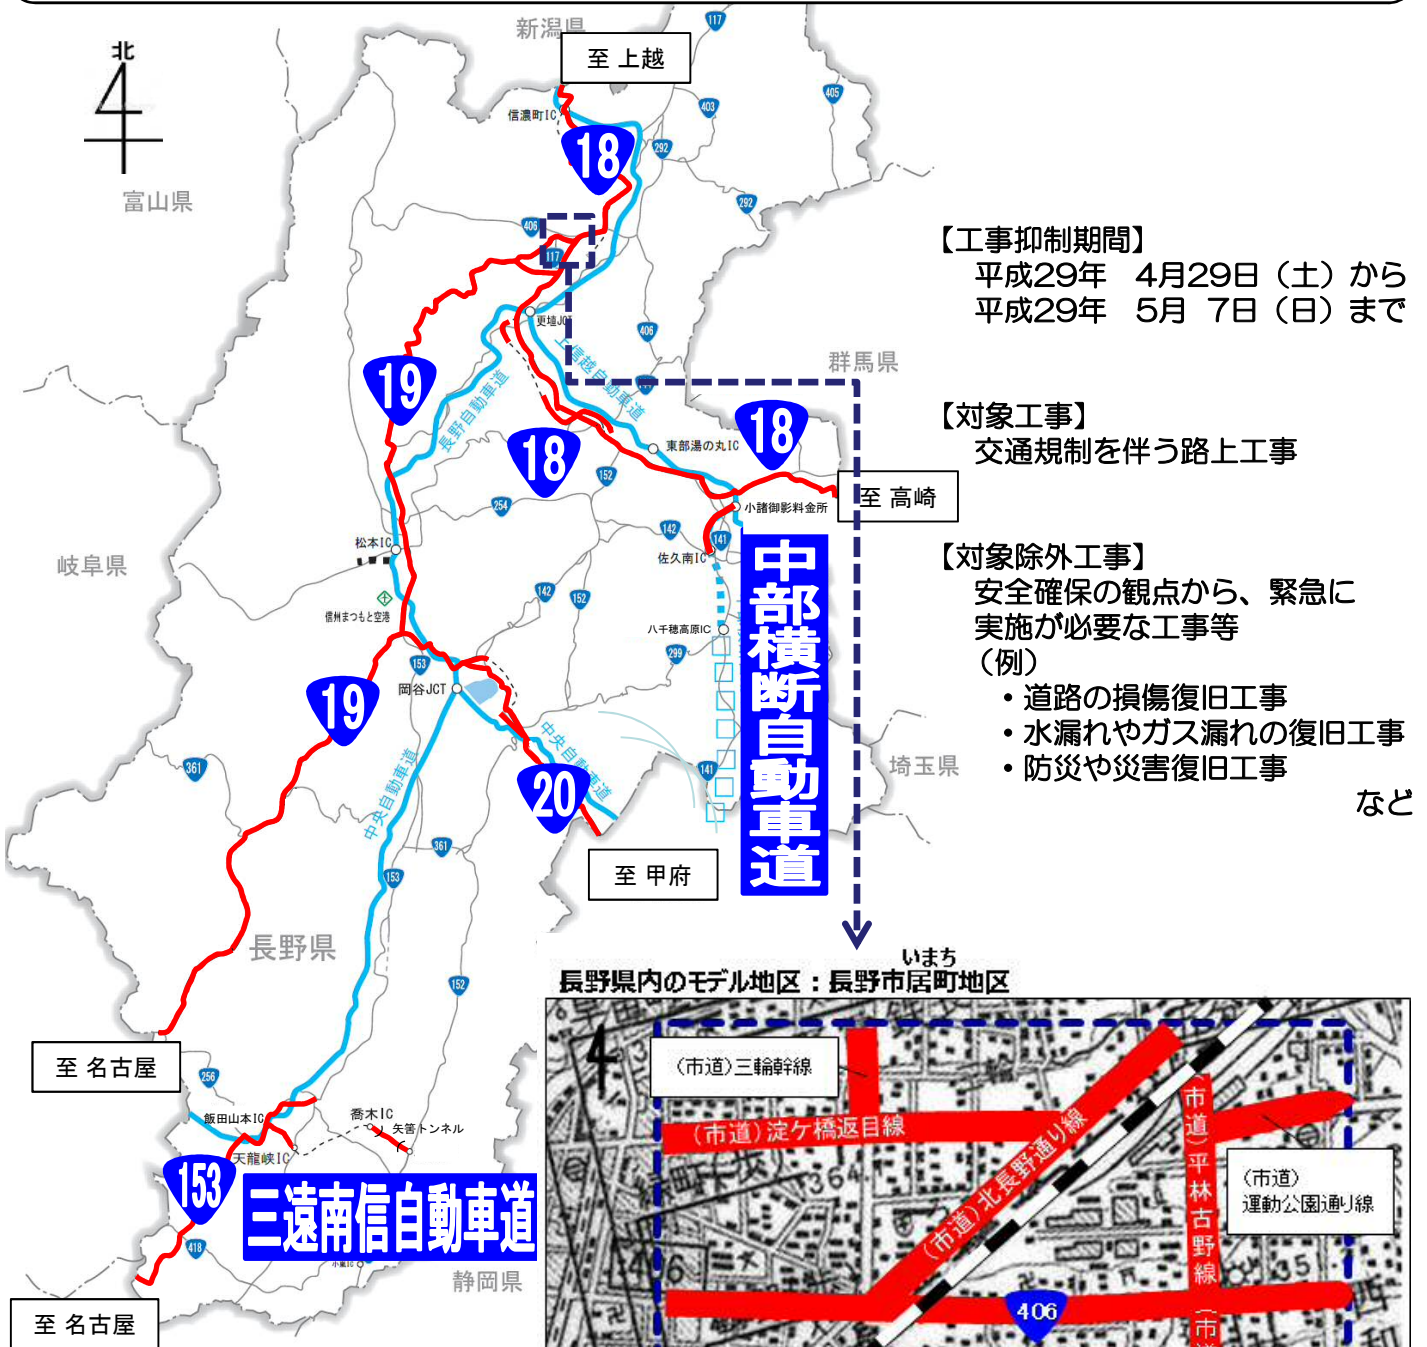 新潟県
117
至 上越
北
信濃町IC
403
405
18
292
富山県
292
406
117
【工事抑制期間】
平成29年　4月29日（土）から
平成29年　5月 7日（日）まで
更埴JCT
406
上信越自動車道
群馬県
19
長野自動車道
【対象工事】
交通規制を伴う路上工事
18
18
東部湯の丸IC
152
254
至 高崎
小諸御影料金所
142
141
松本IC
佐久南IC
岐阜県
中部横断自動車道
【対象除外工事】
安全確保の観点から、緊急に
実施が必要な工事等
（例）
・道路の損傷復旧工事
・水漏れやガス漏れの復旧工事
・防災や災害復旧工事
など
142
152
信州まつもと空港
八千穂高原IC
299
153
岡谷JCT
19
中央自動車道
中央自動車道
361
141
埼玉県
20
361
153
至 甲府
長野県
152
いまち
長野県内のモデル地区：長野市居町地区
至 名古屋
256
飯田山本IC
喬木IC
矢筈トンネル
天龍峡IC
153
三遠南信自動車道
418
静岡県
至 名古屋
(市道)三輪幹線
(市道)淀ケ橋返目線
(市道)北長野通り線
(市道)平林古野線
(市道)
運動公園通り線
364
35
406
(市道